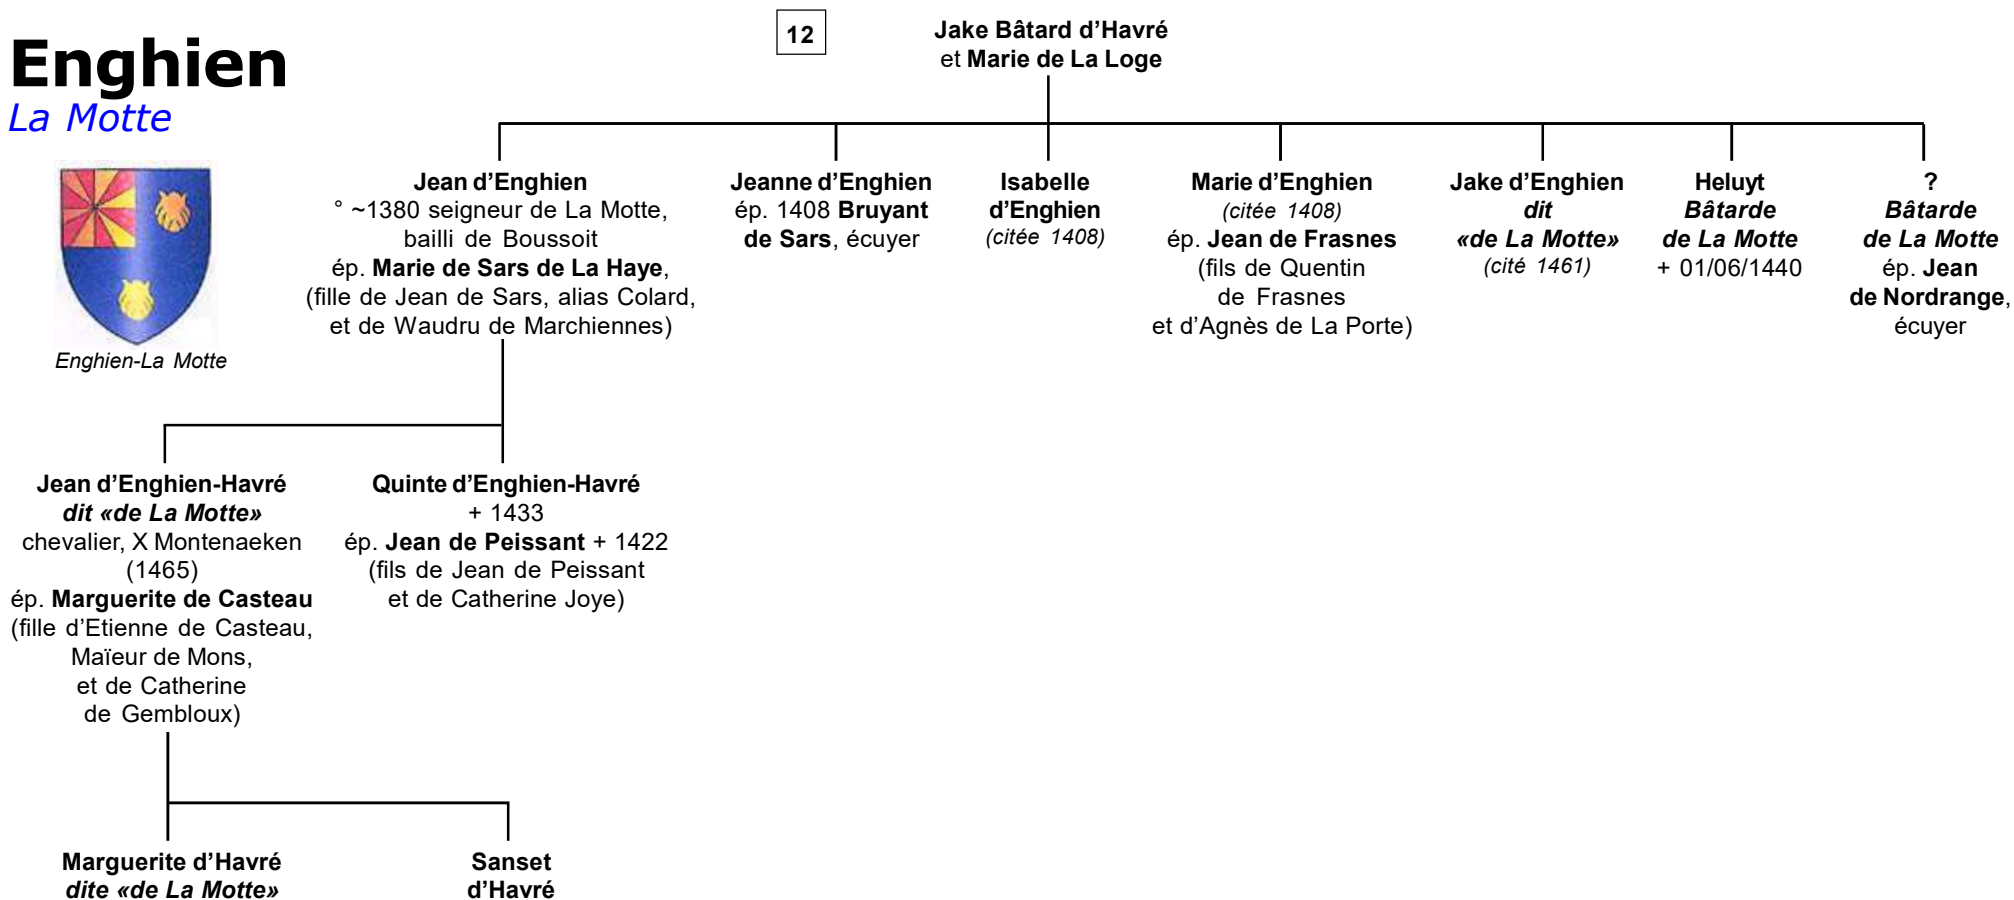 Enghien
La Motte
Enghien-La Motte
12
Jake Bâtard d’Havré
et Marie de La Loge
Jean d’Enghien
° ~1380 seigneur de La Motte,
bailli de Boussoit
ép. Marie de Sars de La Haye,
(fille de Jean de Sars, alias Colard,
et de Waudru de Marchiennes)
Jeanne d’Enghien
ép. 1408 Bruyant
de Sars, écuyer
Isabelle
d’Enghien
(citée 1408)
Marie d’Enghien
(citée 1408)
ép. Jean de Frasnes
(fils de Quentin
de Frasnes
et d’Agnès de La Porte)
Jake d’Enghien
dit
«de La Motte»
(cité 1461)
Heluyt
Bâtarde
de La Motte
+ 01/06/1440
?
Bâtarde
de La Motte
ép. Jean
de Nordrange,
écuyer
Jean d’Enghien-Havré
dit «de La Motte»
chevalier, X Montenaeken
(1465)
ép. Marguerite de Casteau
(fille d’Etienne de Casteau,
Maïeur de Mons,
et de Catherine
de Gembloux)
Quinte d’Enghien-Havré
+ 1433
ép. Jean de Peissant + 1422
(fils de Jean de Peissant
et de Catherine Joye)
Marguerite d’Havré
dite «de La Motte»
Sanset
d’Havré